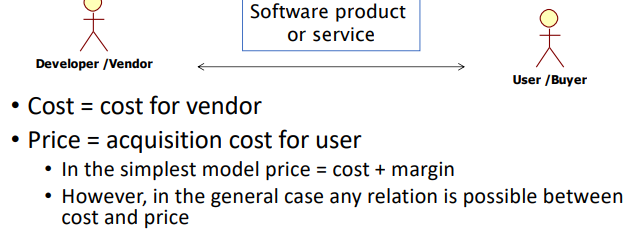 Software product
or service
Developer /Vendor
User /Buyer
• Cost = cost for vendor
• Price = acquisition cost for user
• In the simplest model price = cost + margin
• However, in the general case any relation is possible between
cost and price